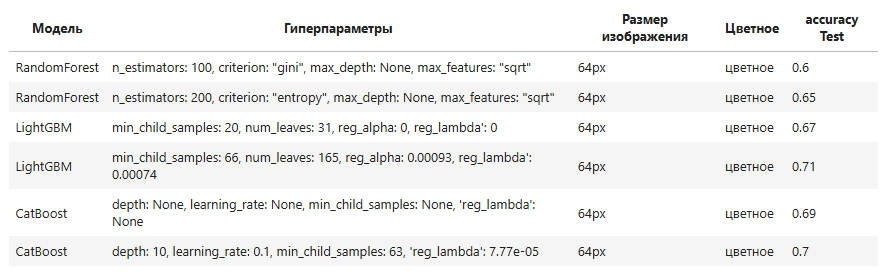 Модель Гиперпараметры Размер изображения Цветное accuracy Test
RandomForest n_estimators: 100, criterion: "gini", max_depth: None, max_features: "sqrt" 64px цветное 0.6
RandomForest n_estimators: 200, criterion: "entropy", max_depth: None, max_features: "sqrt" 64px цветное 0.65
LightGBM min_child_samples: 20, num_leaves: 31, reg_alpha: 0, reg_lambda': 0 64px цветное 0.67
LightGBM min_child_samples: 66, num_leaves: 165, reg_alpha: 0.00093, reg_lambda': 0.00074 64px цветное 0.71
CatBoost depth: None, learning_rate: None, min_child_samples: None, 'reg_lambda': None 64px цветное 0.69
CatBoost depth: 10, learning_rate: 0.1, min_child_samples: 63, 'reg_lambda': 7.77e-05 64px цветное 0.7